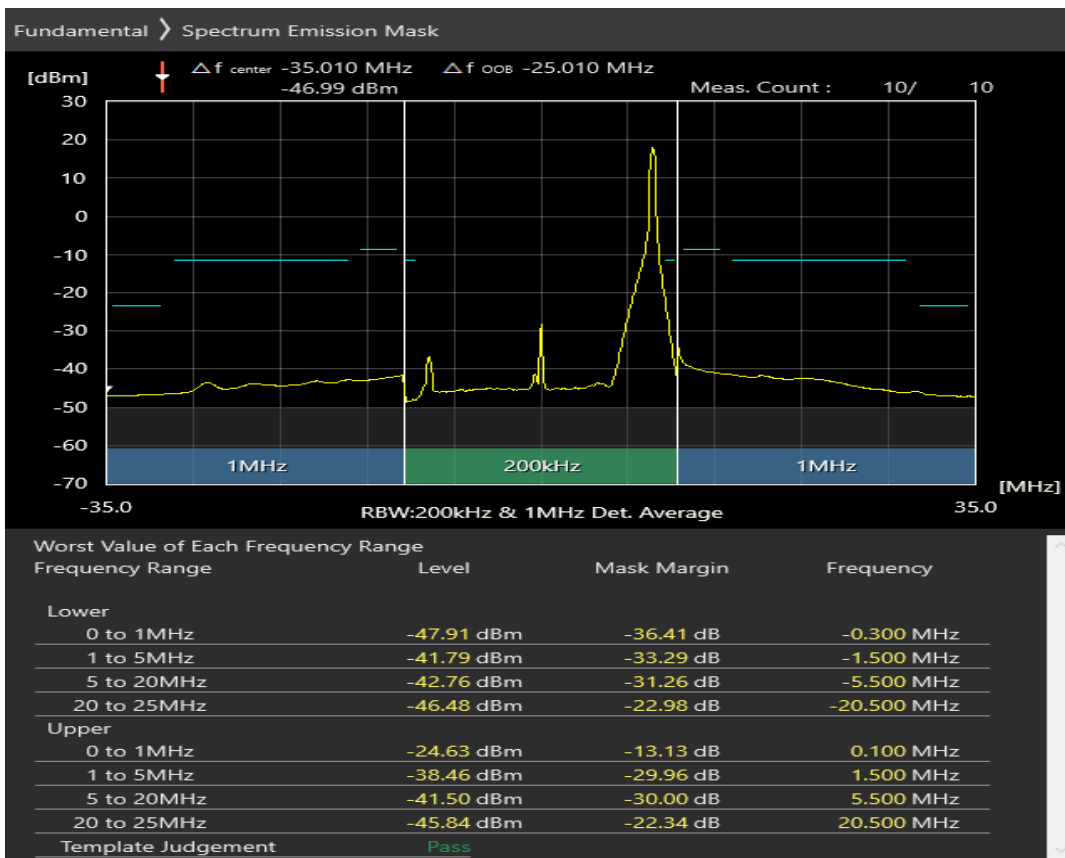 Fundamental ❭ Spectrum Emission Mask
[dBm] △f center -35.010 MHz △f OOB -25.010 MHz
-46.99 dBm Meas. Count : 10/ 10
30
20
10
0
-10
-20
-30
-40
-50
-60
1MHz 200kHz 1MHz
-70
[MHz]
-35.0 RBW:200kHz & 1MHz Det. Average 35.0
Worst Value of Each Frequency Range
Frequency Range Level Mask Margin Frequency
Lower
0 to 1MHz -47.91 dBm -36.41 dB -0.300 MHz
1 to 5MHz -41.79 dBm -33.29 dB -1.500 MHz
5 to 20MHz -42.76 dBm -31.26 dB -5.500 MHz
20 to 25MHz -46.48 dBm -22.98 dB -20.500 MHz
Upper
0 to 1MHz -24.63 dBm -13.13 dB 0.100 MHz
1 to 5MHz -38.46 dBm -29.96 dB 1.500 MHz
5 to 20MHz -41.50 dBm -30.00 dB 5.500 MHz
20 to 25MHz -45.84 dBm -22.34 dB 20.500 MHz
Template Judgement Pass